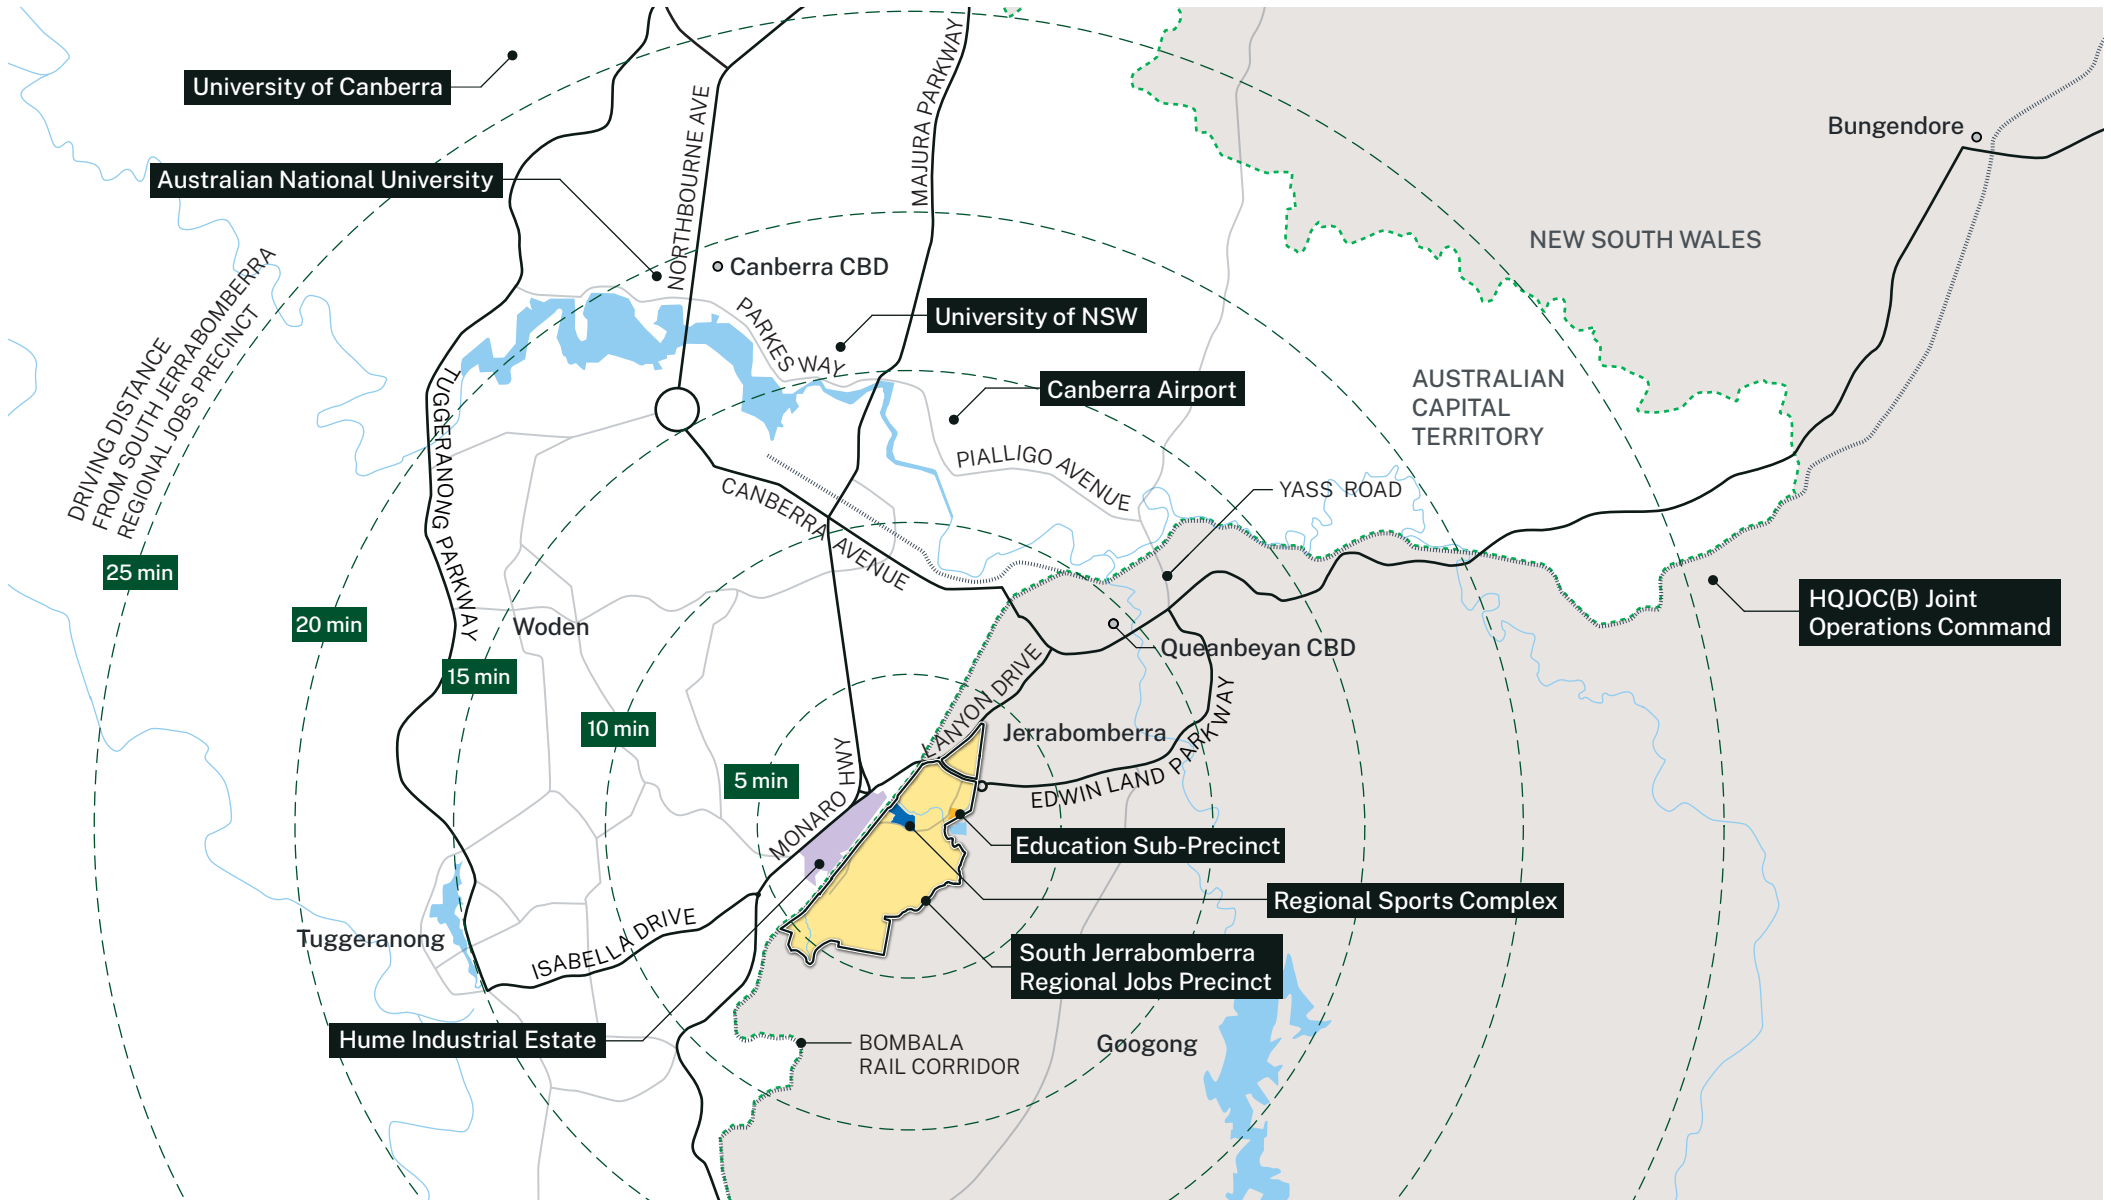 University of Canberra
Australian National University
NORTHBOURNE AVE
MAJURA PARKWAY
Bungendore
NEW SOUTH WALES
Canberra CBD
DRIVING DISTANCE
FROM SOUTH JERRABOMBERRA
REGIONAL JOBS PRECINCT
PARKES WAY
University of NSW
Canberra Airport
AUSTRALIAN
CAPITAL
TERRITORY
TUGGERANONG PARKWAY
PIALLIGO AVENUE
CANBERRA AVENUE
YASS ROAD
25 min
20 min
15 min
10 min
5 min
Woden
HQJOC(B) Joint
Operations Command
Queanbeyan CBD
LANYON DRIVE
Jerrabomberra
EDWIN LAND PARKWAY
MONARO HWY
Education Sub-Precinct
Regional Sports Complex
Tuggeranong
ISABELLA DRIVE
South Jerrabomberra
Regional Jobs Precinct
Hume Industrial Estate
BOMBALA
RAIL CORRIDOR
Googong